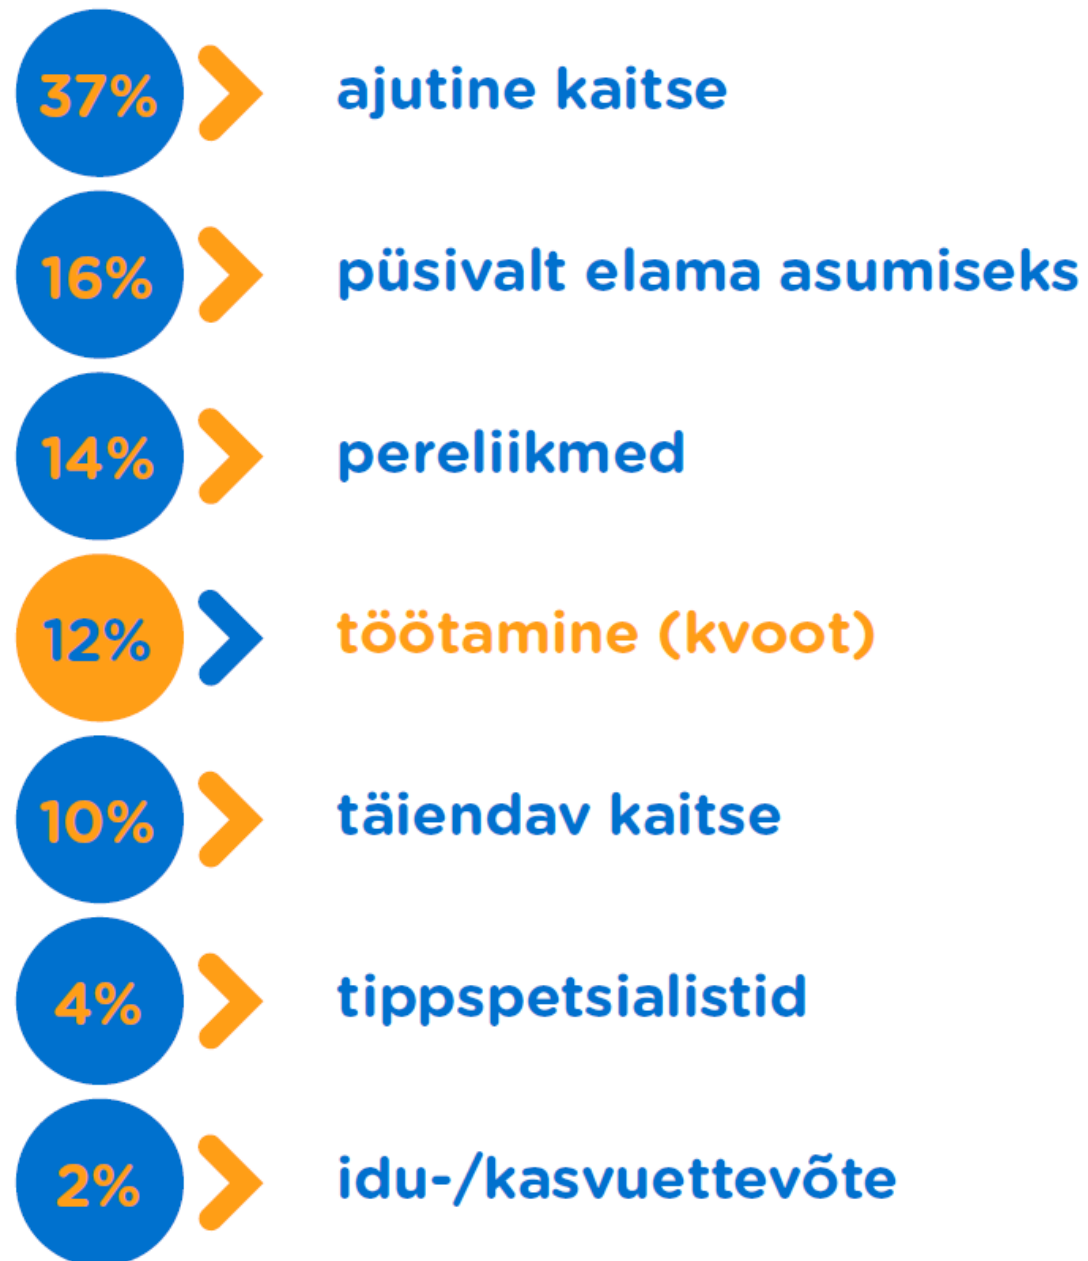 37% ajutine kaitse
16% püsivalt elama asumiseks
14% pereliikmed
12% töötamine (kvoot)
10% täiendav kaitse
4% tippspetsialistid
2% idu-/kasvuettevõte